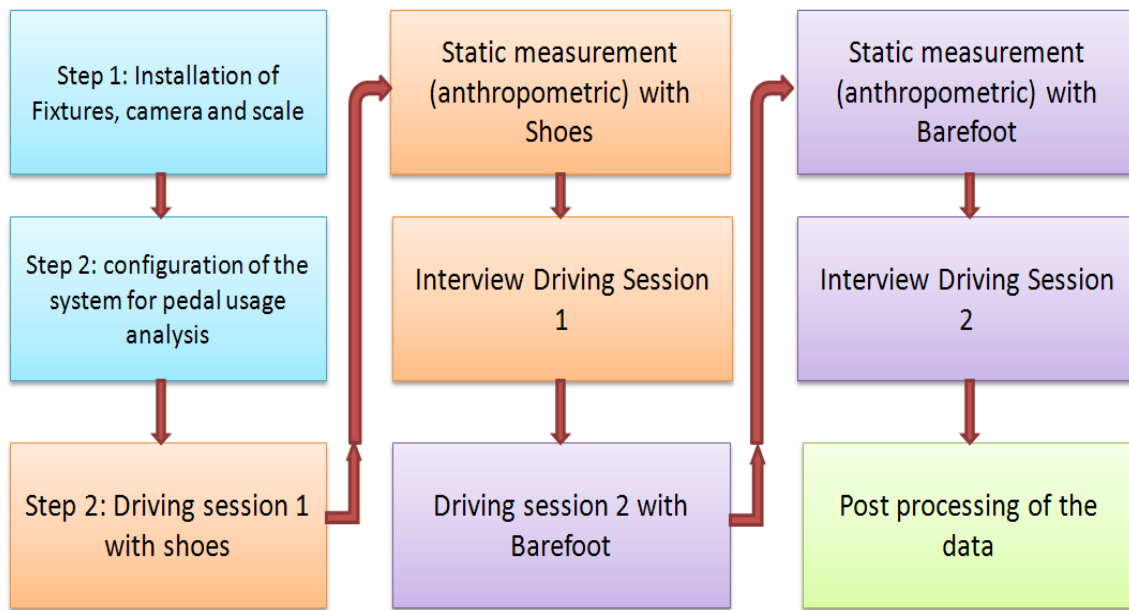 Step 1: Installation of
Fixtures, camera and scale
Step 2: configuration of the
system for pedal usage
analysis
Step 2: Driving session 1
with shoes
Static measurement
(anthropometric) with
Shoes
Interview Driving Session
1
Driving session 2 with
Barefoot
Static measurement
(anthropometric) with
Barefoot
Interview Driving Session
2
Post processing of the
data